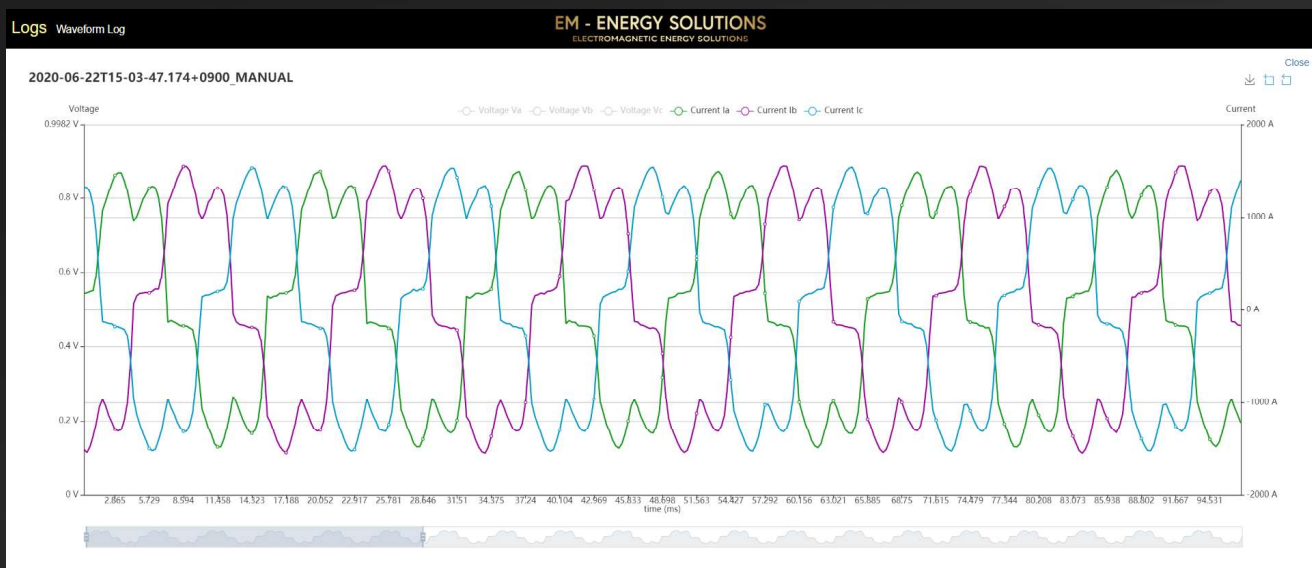 Logs Waveform Log
EM - ENERGY SOLUTIONS
ELECTROMAGNETIC ENERGY SOLUTIONS
Close
2020-06-22T15-03-47.174+0900_MANUAL
Voltage Voltage Va Voltage Vb Voltage Vc Current Ia Current Ib Current Ic Current
0.9982 V 2000 A
0.8 V
1000 A
0.6 V
0 A
0.4 V
-1000 A
0.2 V
0 V -2000 A
2.865 5.729 8.594 11.458 14.323 17.188 20.052 22.917 25.781 28.646 31.51 34.375 37.24 40.104 42.969 45.833 48.698 51.563 54.427 57.292 60.156 63.021 65.885 68.75 71.615 74.479 77.344 80.208 83.073 85.938 88.802 91.667 94.531
time (ms)